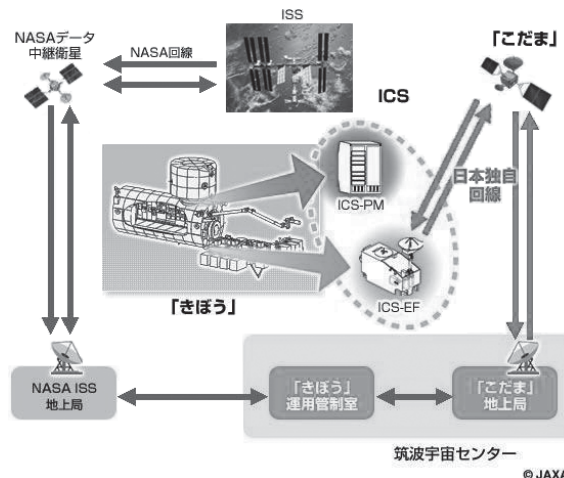 ISS
NASAデータ
中継衛星
NASA回線
「こだま」
ICS
日本独自
回線
ICS-PM
ICS-EF
「きぼう」
NASA ISS
地上局
「きぼう」
運用管制室
「こだま」
地上局
筑波宇宙センター
© JAXA